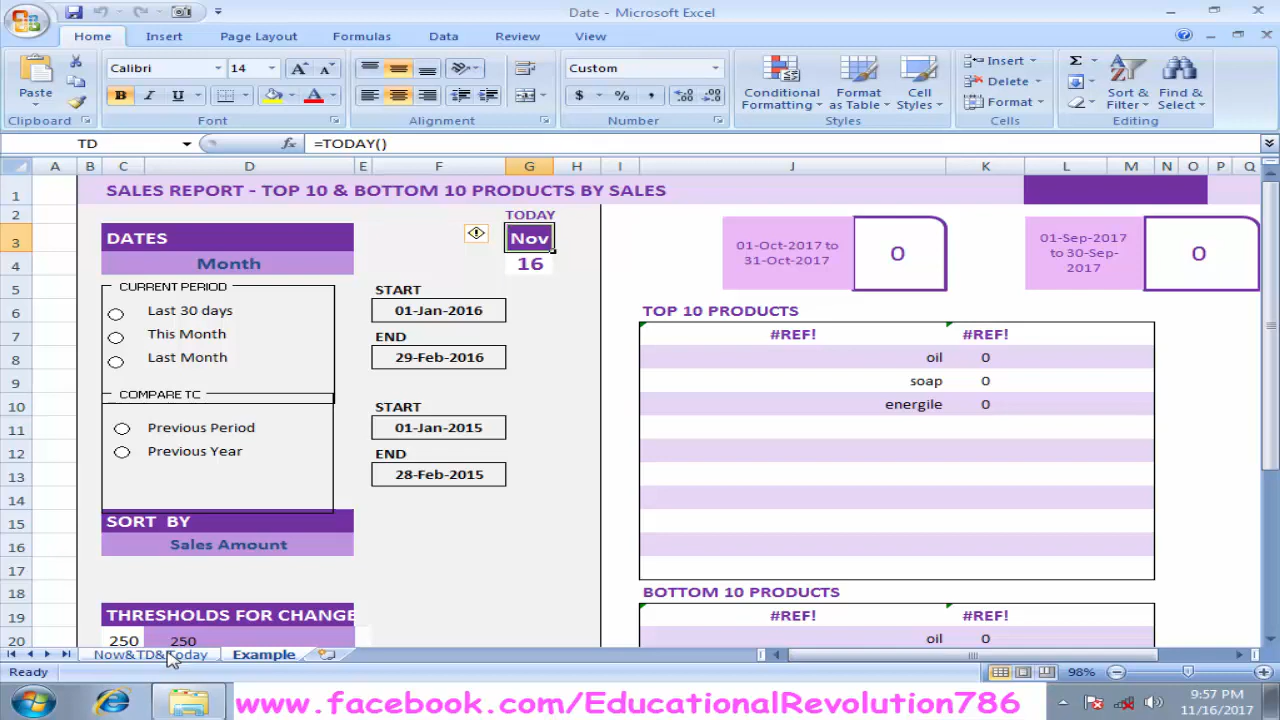 Date - Microsoft Excel
Home Insert Page Layout Formulas Data Review View
Calibri 14 Custom
Paste Conditional Formatting Format as Table Cell Styles Insert Delete Format Sort & Filter Find & Select
Clipboard Font Alignment Number Styles Cells Editing
TD fx =TODAY()
A B C D E F G H I J K L M N O P Q
1 SALES REPORT - TOP 10 & BOTTOM 10 PRODUCTS BY SALES
2 TODAY
3 DATES Nov
4 Month 16
01-Oct-2017 to 31-Oct-2017 0
01-Sep-2017 to 30-Sep-2017 0
5 CURRENT PERIOD START
6 Last 30 days 01-Jan-2016 TOP 10 PRODUCTS
7 This Month END #REF! #REF!
8 Last Month 29-Feb-2016 oil 0
9 soap 0
10 COMPARE TC START energile 0
11 Previous Period 01-Jan-2015
12 Previous Year END
13 28-Feb-2015
14
15 SORT BY
16 Sales Amount
17
18 BOTTOM 10 PRODUCTS
19 THRESHOLDS FOR CHANGE #REF! #REF!
20 250 250 oil 0
Now&TD&Today Example
Ready 98%
www.facebook.com/EducationalRevolution786
9:57 PM
11/16/2017